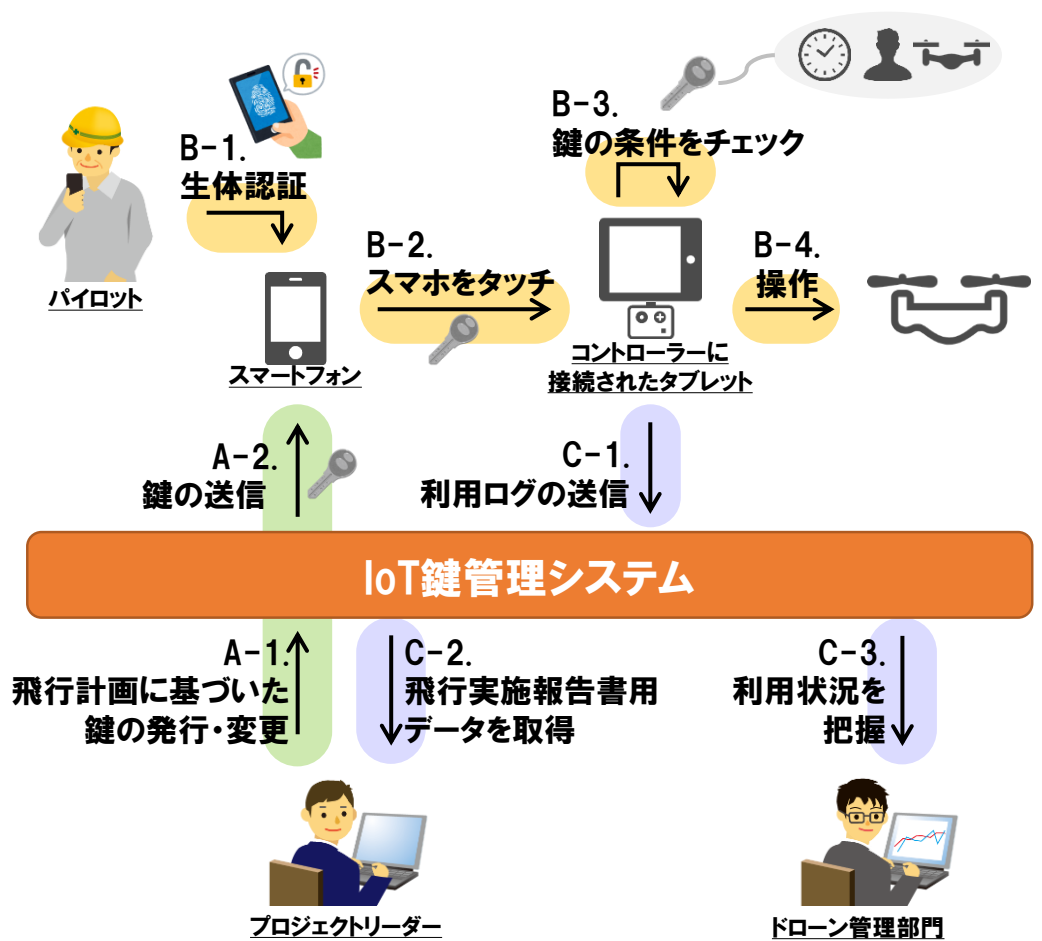 B-1.
生体認証
パイロット
スマートフォン
B-2.
スマホをタッチ
B-3.
鍵の条件をチェック
コントローラーに
接続されたタブレット
B-4.
操作
A-2.
鍵の送信
C-1.
利用ログの送信
IoT鍵管理システム
A-1.
飛行計画に基づいた
鍵の発行・変更
C-2.
飛行実施報告書用
データを取得
C-3.
利用状況を
把握
プロジェクトリーダー
ドローン管理部門